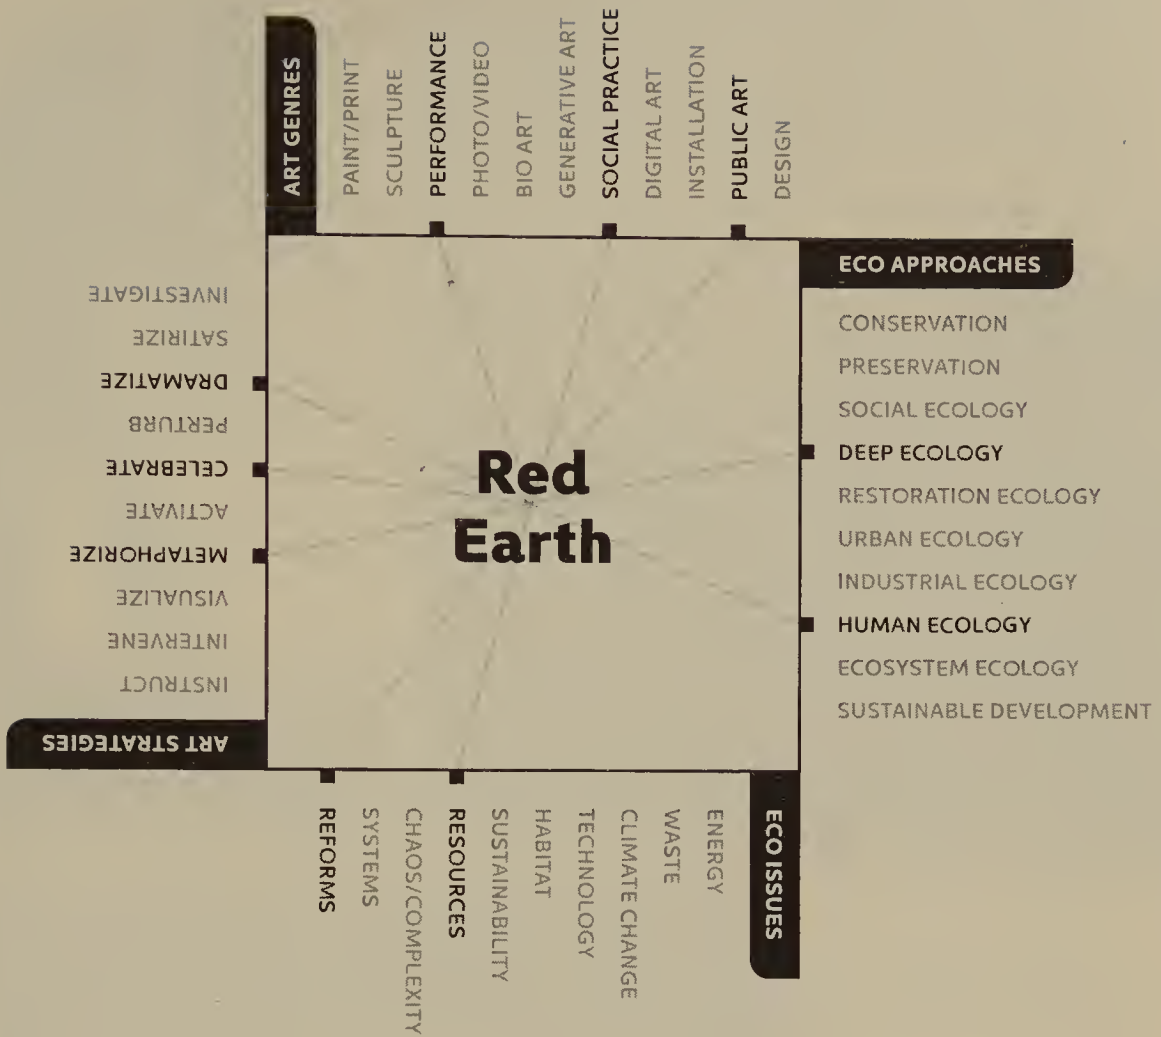 ART GENRES
PAINT/PRINT
SCULPTURE
PERFORMANCE
PHOTO/VIDEO
BIO ART
GENERATIVE ART
SOCIAL PRACTICE
DIGITAL ART
INSTALLATION
PUBLIC ART
DESIGN
ECO APPROACHES
CONSERVATION
PRESERVATION
SOCIAL ECOLOGY
DEEP ECOLOGY
RESTORATION ECOLOGY
URBAN ECOLOGY
INDUSTRIAL ECOLOGY
HUMAN ECOLOGY
ECOSYSTEM ECOLOGY
SUSTAINABLE DEVELOPMENT
ECO ISSUES
ENERGY
WASTE
CLIMATE CHANGE
TECHNOLOGY
HABITAT
SUSTAINABILITY
RESOURCES
CHAOS/COMPLEXITY
SYSTEMS
REFORMS
ART STRATEGIES
INSTRUCT
INTERVENE
VISUALIZE
METAPHORIZE
ACTIVATE
CELEBRATE
PERTURB
DRAMATIZE
SATIRIZE
INVESTIGATE
Red
Earth